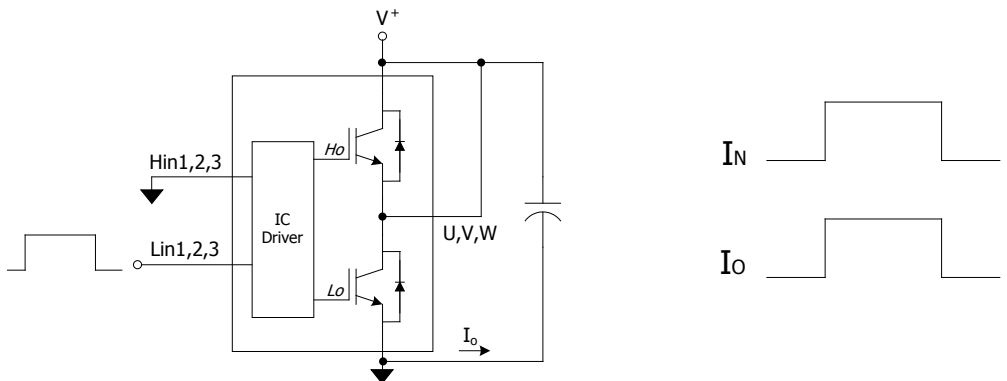 V+
Ho
Hin1,2,3
IC
Driver
U,V,W
Lin1,2,3
Lo
Io
IN
IO